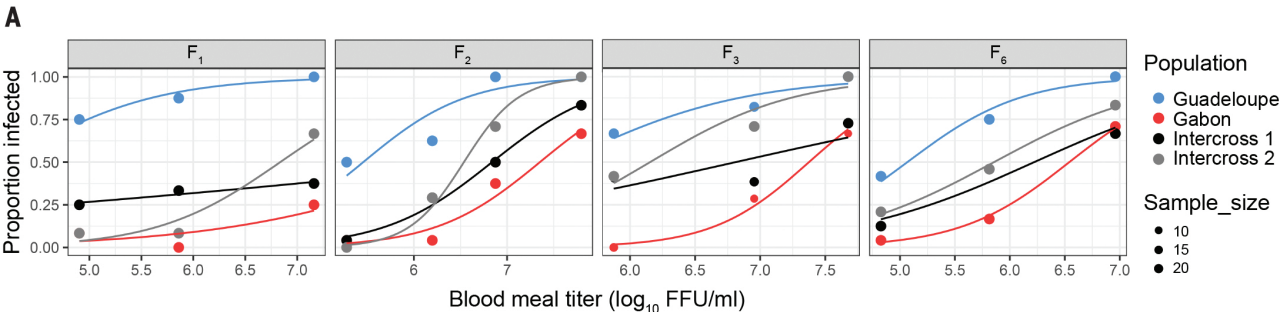 A
F1 F2 F3 F6
Population
Guadeloupe
Gabon
Intercross 1
Intercross 2
Sample_size
10
15
20
Proportion infected
1.00
0.75
0.50
0.25
0.00
5.0 5.5 6.0 6.5 7.0 6 7 6.0 6.5 7.0 7.5 5.0 5.5 6.0 6.5 7.0
Blood meal titer (log10 FFU/ml)